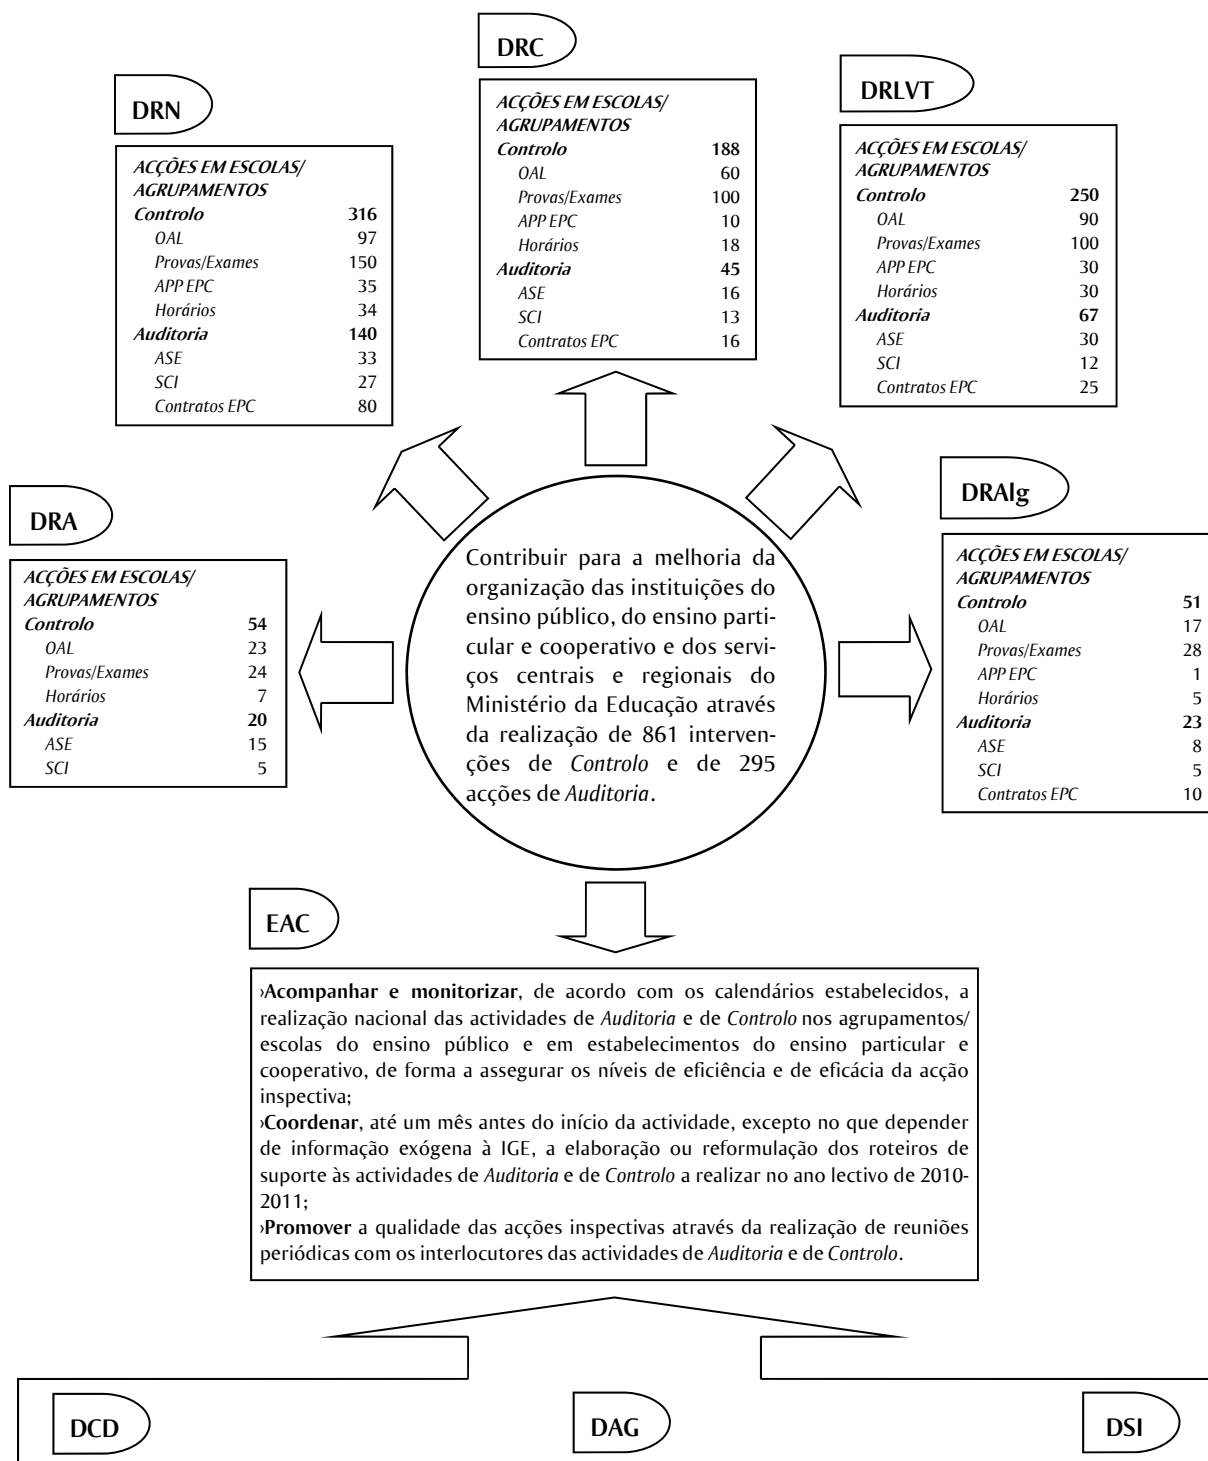 DRC
DRN
DRLVT
ACÇÕES EM ESCOLAS/
AGRUPAMENTOS
Controlo 316
OAL 97
Provas/Exames 150
APP EPC 35
Horários 34
Auditoria 140
ASE 33
SCI 27
Contratos EPC 80
ACÇÕES EM ESCOLAS/
AGRUPAMENTOS
Controlo 188
OAL 60
Provas/Exames 100
APP EPC 10
Horários 18
Auditoria 45
ASE 16
SCI 13
Contratos EPC 16
ACÇÕES EM ESCOLAS/
AGRUPAMENTOS
Controlo 250
OAL 90
Provas/Exames 100
APP EPC 30
Horários 30
Auditoria 67
ASE 30
SCI 12
Contratos EPC 25
DRA
ACÇÕES EM ESCOLAS/
AGRUPAMENTOS
Controlo 54
OAL 23
Provas/Exames 24
Horários 7
Auditoria 20
ASE 15
SCI 5
Contribuir para a melhoria da
organização das instituições do
ensino público, do ensino parti-
cular e cooperativo e dos servi-
ços centrais e regionais do
Ministério da Educação através
da realização de 861 interven-
ções de Controlo e de 295
acções de Auditoria.
DRAlg
ACÇÕES EM ESCOLAS/
AGRUPAMENTOS
Controlo 51
OAL 17
Provas/Exames 28
APP EPC 1
Horários 5
Auditoria 23
ASE 8
SCI 5
Contratos EPC 10
EAC
›Acompanhar e monitorizar, de acordo com os calendários estabelecidos, a
realização nacional das actividades de Auditoria e de Controlo nos agrupamentos/
escolas do ensino público e em estabelecimentos do ensino particular e
cooperativo, de forma a assegurar os níveis de eficiência e de eficácia da acção
inspectiva;
›Coordenar, até um mês antes do início da actividade, excepto no que depender
de informação exógena à IGE, a elaboração ou reformulação dos roteiros de
suporte às actividades de Auditoria e de Controlo a realizar no ano lectivo de 2010-
2011;
›Promover a qualidade das acções inspectivas através da realização de reuniões
periódicas com os interlocutores das actividades de Auditoria e de Controlo.
DCD
DAG
DSI